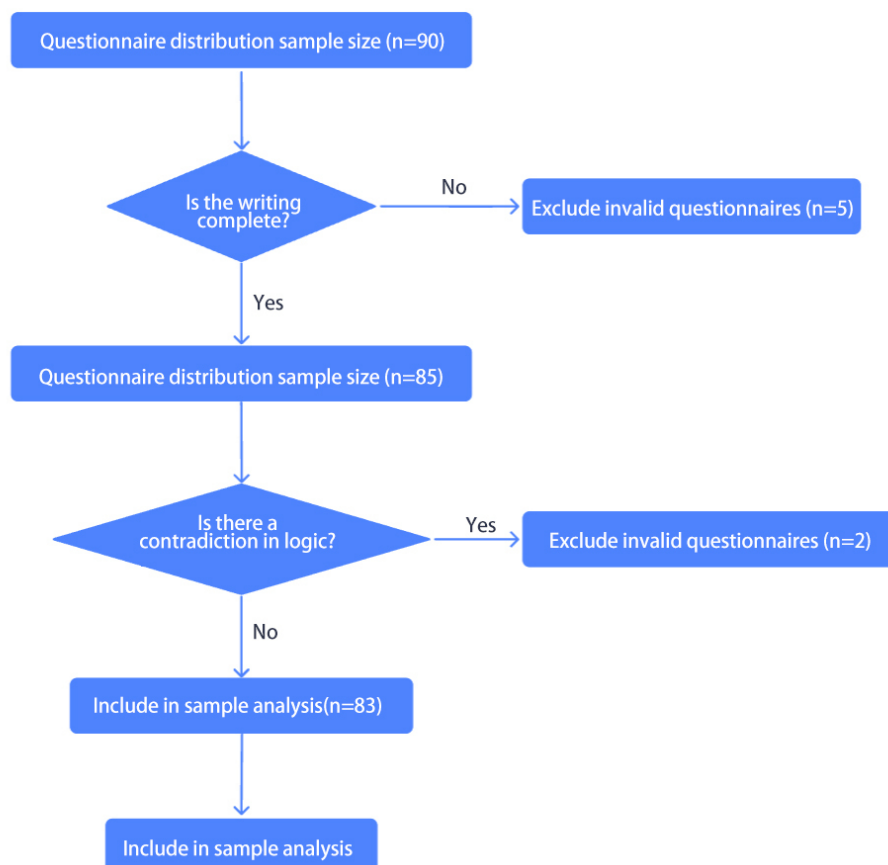 Questionnaire distribution sample size (n=90)
Is the writing
complete?
No
Exclude invalid questionnaires (n=5)
Yes
Questionnaire distribution sample size (n=85)
Is there a
contradiction in logic?
Yes
Exclude invalid questionnaires (n=2)
No
Include in sample analysis(n=83)
Include in sample analysis